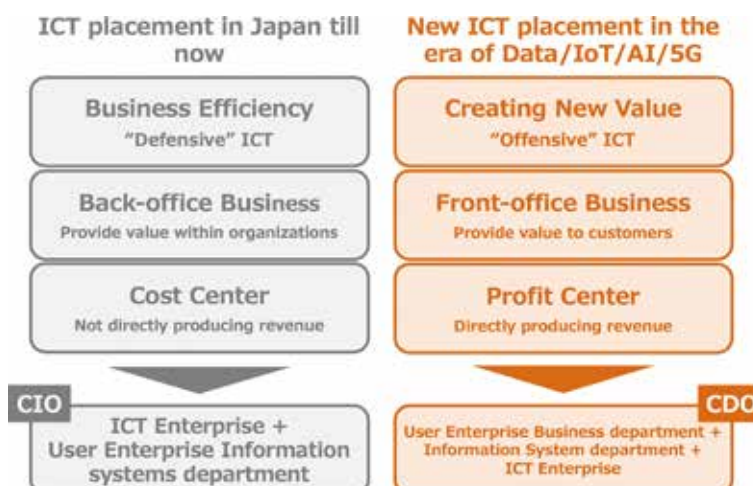 ICT placement in Japan till
now
Business Efficiency
“Defensive” ICT
Back-office Business
Provide value within organizations
Cost Center
Not directly producing revenue
CIO
ICT Enterprise +
User Enterprise Information
systems department
New ICT placement in the
era of Data/IoT/AI/5G
Creating New Value
“Offensive” ICT
Front-office Business
Provide value to customers
Profit Center
Directly producing revenue
CDO
User Enterprise Business department +
Information System department +
ICT Enterprise